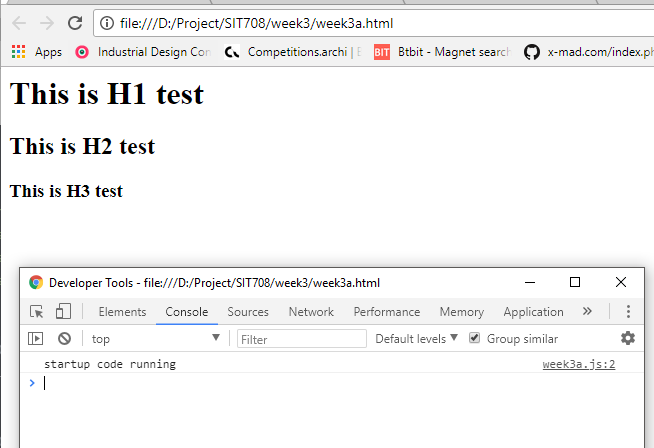 file:///D:/Project/SIT708/week3/week3a.html
Apps Industrial Design Con Competitions.archi | E BIT Btbit - Magnet search x-mad.com/index.ph
This is H1 test
This is H2 test
This is H3 test
Developer Tools - file:///D:/Project/SIT708/week3/week3a.html
Elements Console Sources Network Performance Memory Application »
top Filter Default levels Group similar
startup code running week3a.js:2